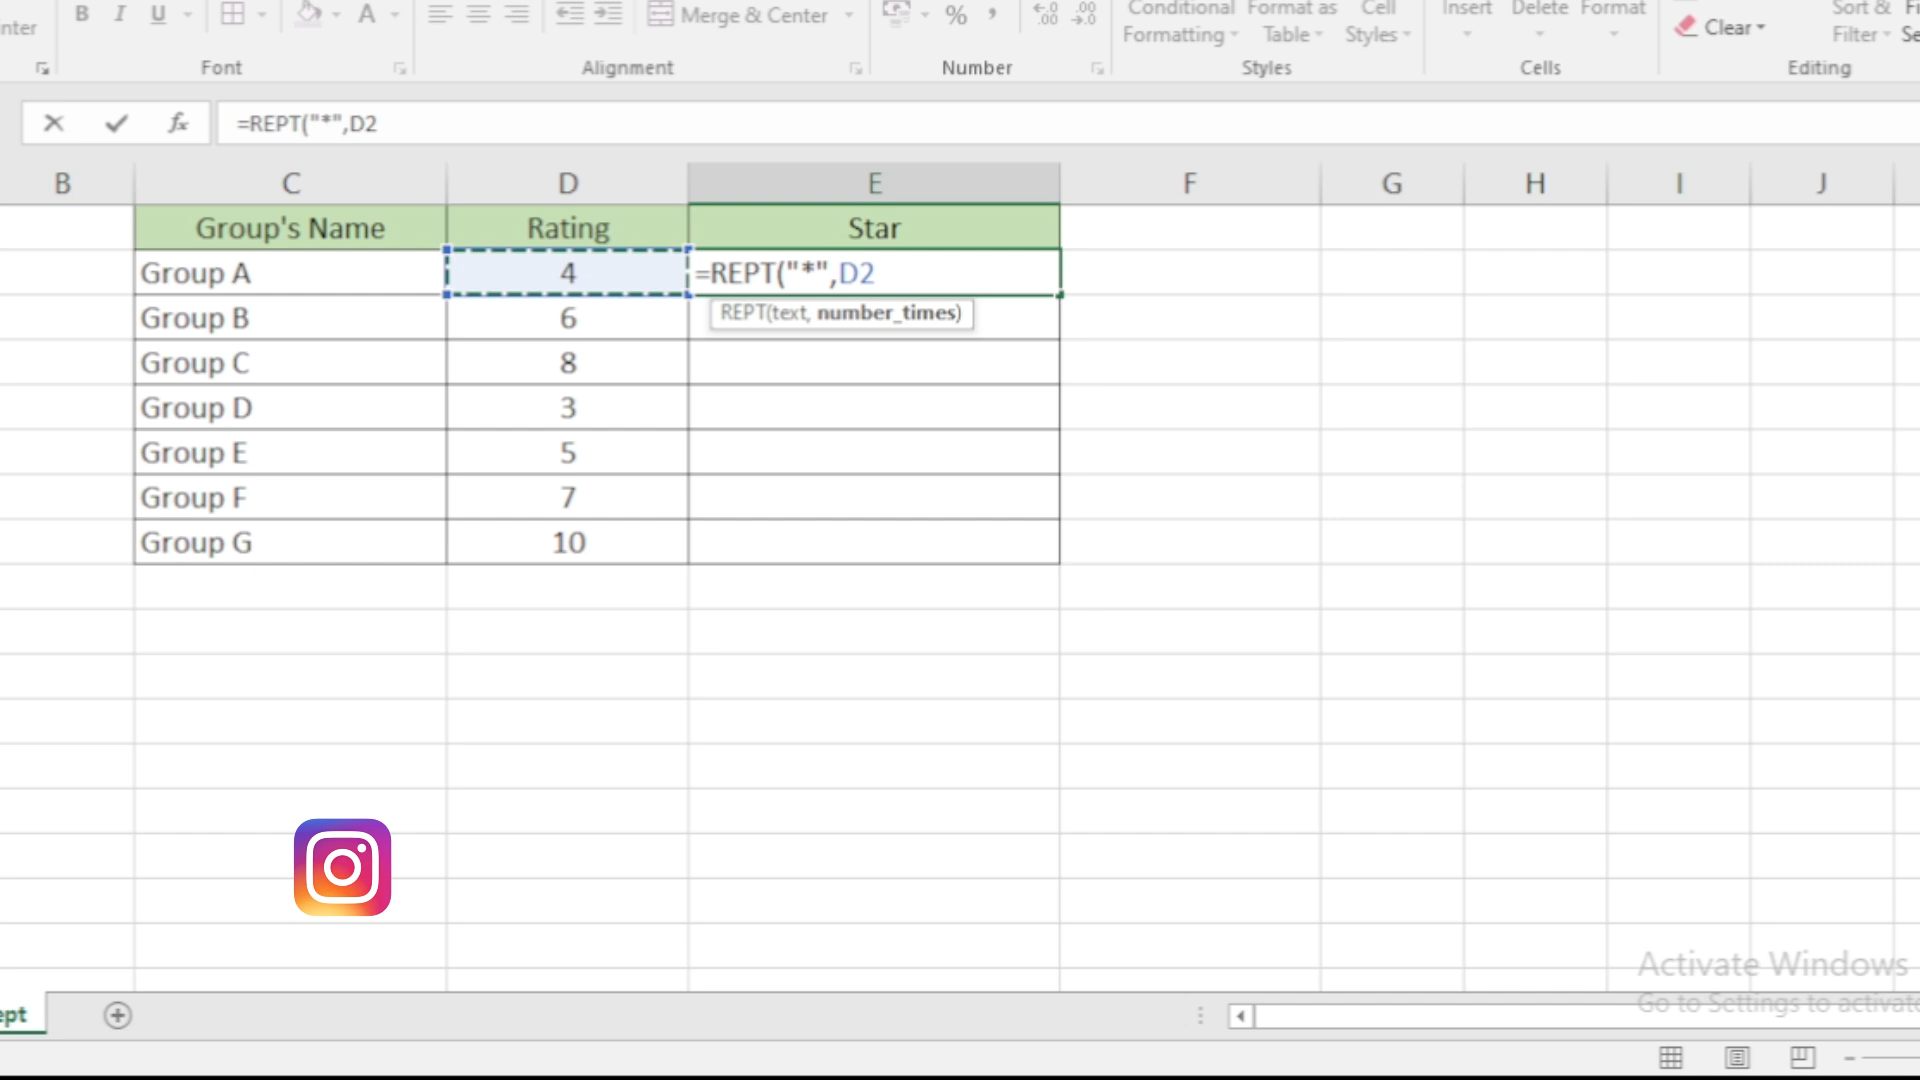 Conditional Format as Cell Insert Delete Format Sort &
B I U A Merge & Center % , Clear
Formatting Table Styles Filter
Font Alignment Number Styles Cells Editing
fx =REPT("*",D2
B C D E F G H I J
Group's Name Rating Star
Group A 4 =REPT("*",D2
REPT(text, number_times)
Group B 6
Group C 8
Group D 3
Group E 5
Group F 7
Group G 10
Activate Windows
Go to Settings to activate